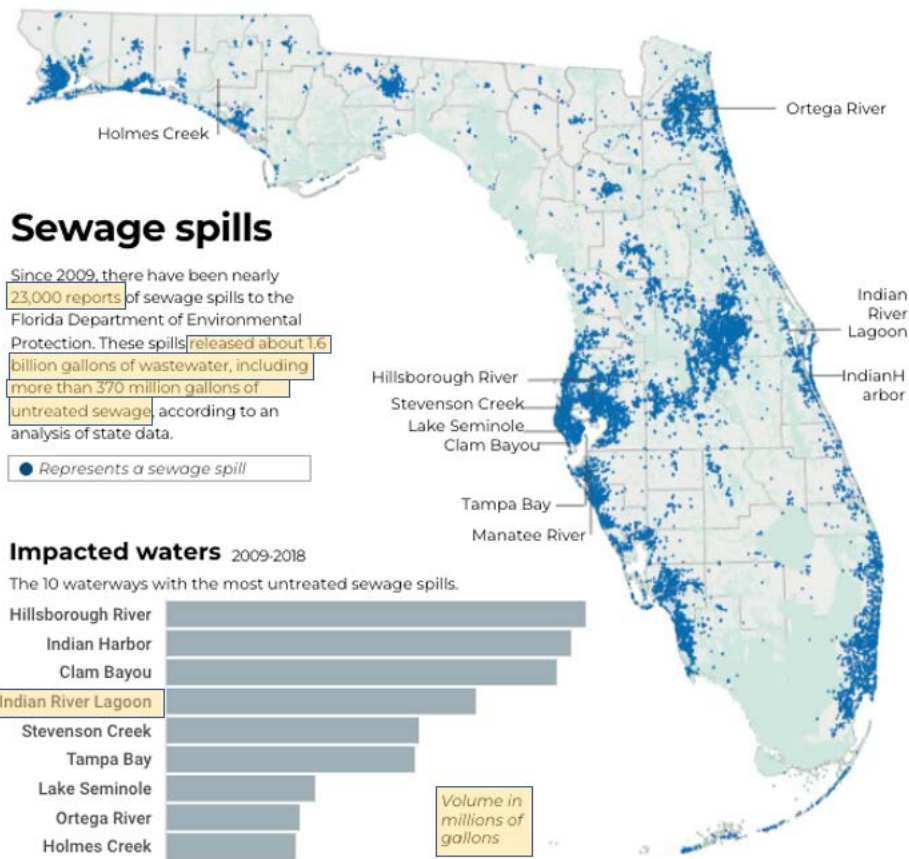 Holmes Creek
Ortega River
Sewage spills
Since 2009, there have been nearly
23,000 reports of sewage spills to the
Florida Department of Environmental
Protection. These spills released about 1.6
billion gallons of wastewater, including
more than 370 million gallons of
untreated sewage, according to an
analysis of state data.
Represents a sewage spill
Indian
River
Lagoon
IndianH
arbor
Hillsborough River
Stevenson Creek
Lake Seminole
Clam Bayou
Tampa Bay
Manatee River
Impacted waters 2009-2018
The 10 waterways with the most untreated sewage spills.
Hillsborough River
Indian Harbor
Clam Bayou
Indian River Lagoon
Stevenson Creek
Tampa Bay
Lake Seminole
Ortega River
Holmes Creek
Volume in
millions of
gallons